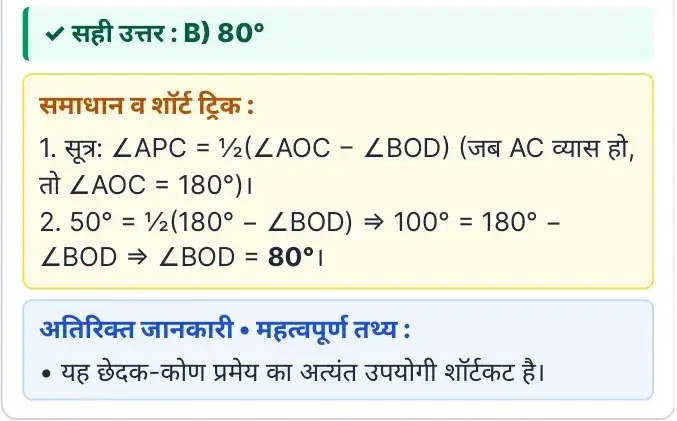 ✓ सही उत्तर : B) 80°
समाधान व शॉर्ट ट्रिक :
1. सूत्र: ∠APC = ½(∠AOC − ∠BOD) (जब AC व्यास हो,
तो ∠AOC = 180°)।
2. 50° = ½(180° − ∠BOD) ⇒ 100° = 180° −
∠BOD ⇒ ∠BOD = 80°।
अतिरिक्त जानकारी • महत्वपूर्ण तथ्य :
• यह छेदक-कोण प्रमेय का अत्यंत उपयोगी शॉर्टकट है।